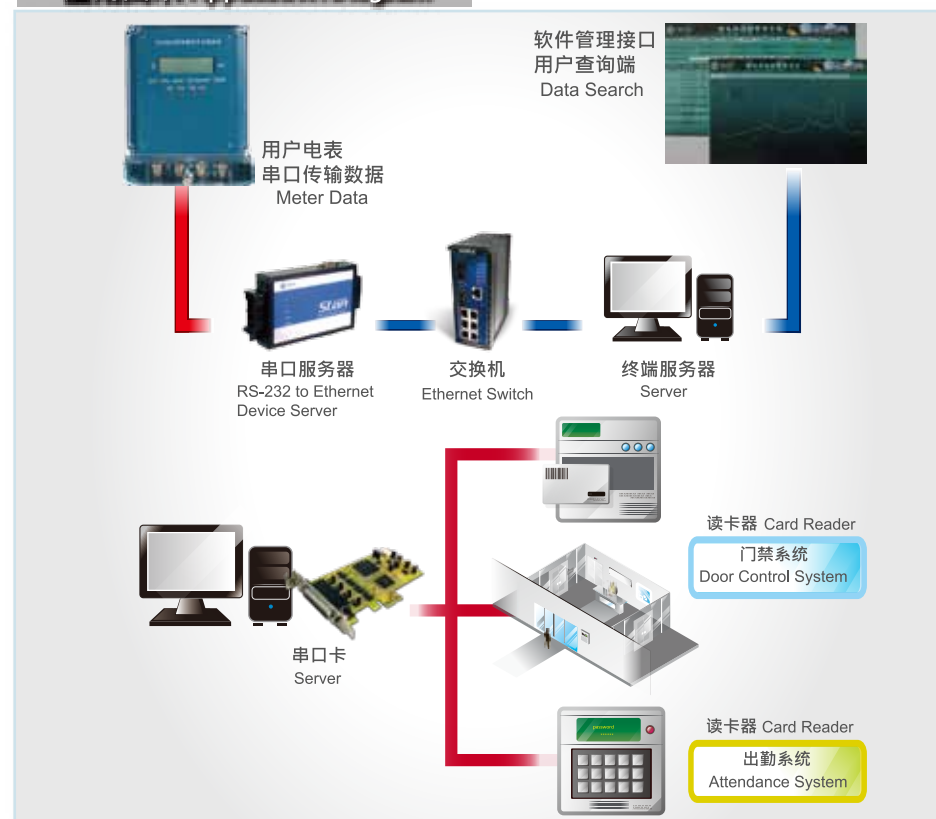 软件管理接口
用户查询端
Data Search
用户电表
串口传输数据
Meter Data
串口服务器
RS-232 to Ethernet
Device Server
交换机
Ethernet Switch
终端服务器
Server
读卡器 Card Reader
门禁系统
Door Control System
串口卡
Server
password
读卡器 Card Reader
出勤系统
Attendance System